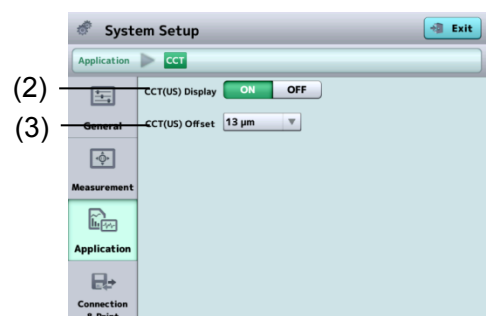 System Setup
Exit
Application
CCT
(2)
CCT(US) Display
ON
OFF
(3)
CCT(US) Offset
13 µm
General
Measurement
Application
Connection
& Print